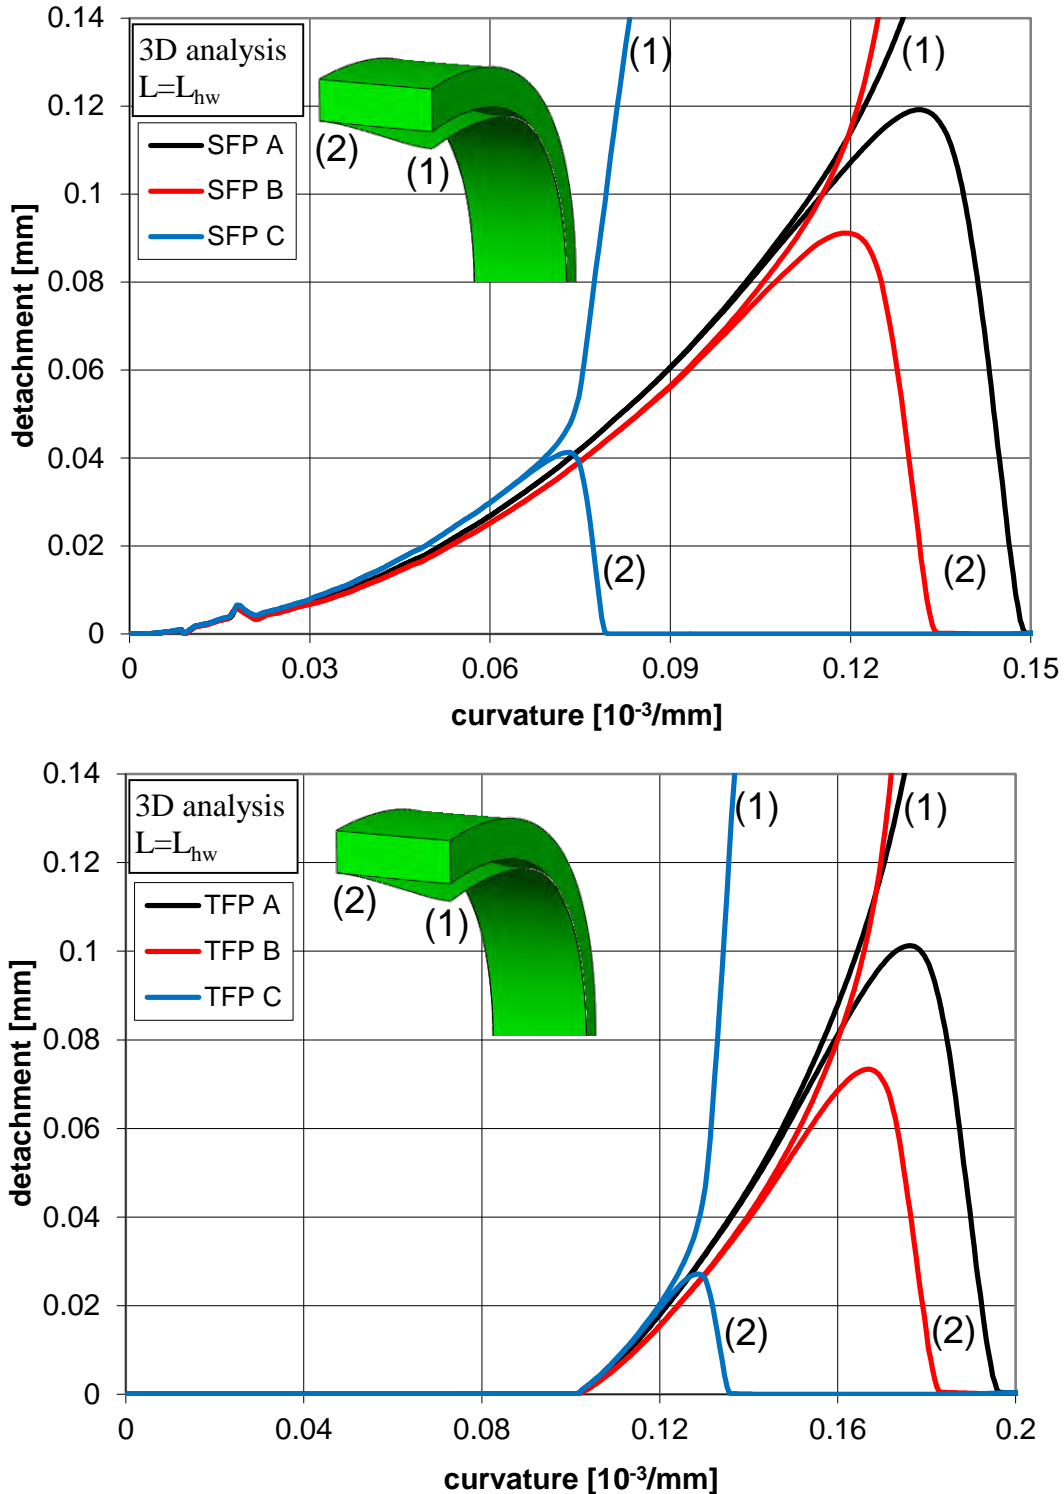 0.14
0.12
0.1
0.08
0.06
0.04
0.02
0
detachment [mm]
3D analysis
L=L_hw
SFP A
SFP B
SFP C
(2)
(1)
(1)
(1)
(2)
(2)
0
0.03
0.06
0.09
0.12
0.15
curvature [10⁻³/mm]
0.14
0.12
0.1
0.08
0.06
0.04
0.02
0
detachment [mm]
3D analysis
L=L_hw
TFP A
TFP B
TFP C
(2)
(1)
(1)
(1)
(2)
(2)
0
0.04
0.08
0.12
0.16
0.2
curvature [10⁻³/mm]